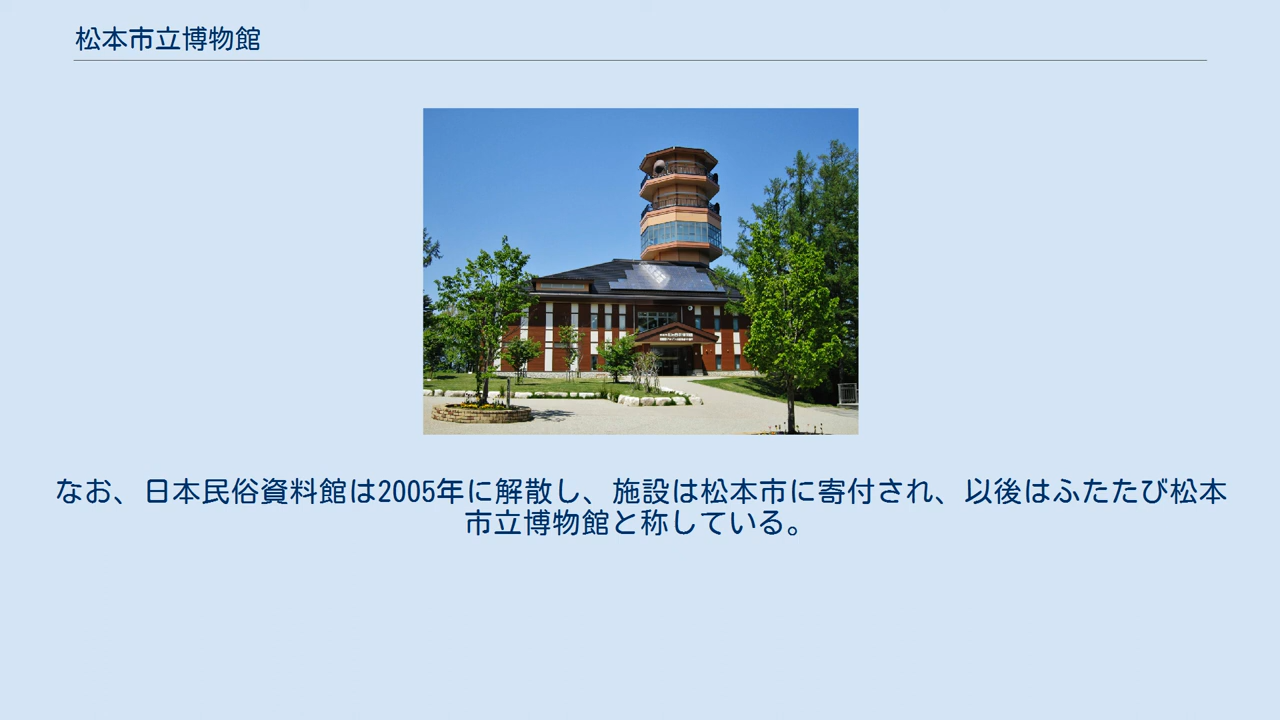 松本市立博物館
なお、日本民俗資料館は2005年に解散し、施設は松本市に寄付され、以後はふたたび松本
市立博物館と称している。